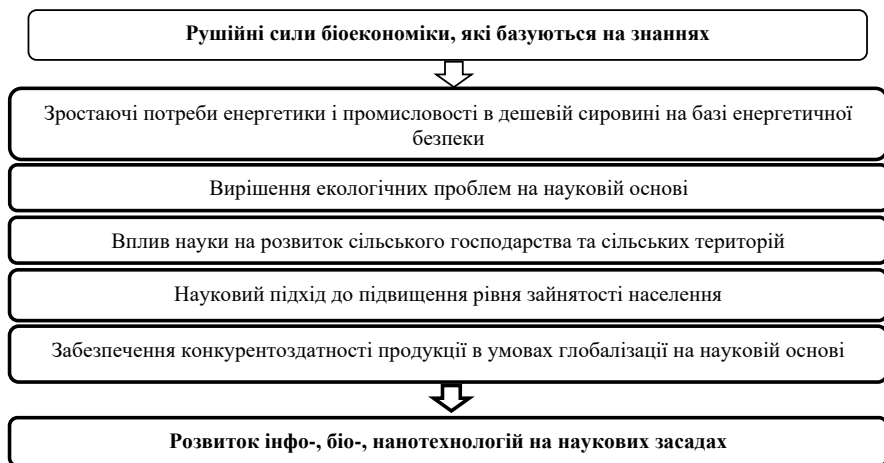 Рушійні сили біоекономіки, які базуються на знаннях
Зростаючі потреби енергетики і промисловості в дешевій сировині на базі енергетичної
безпеки
Вирішення екологічних проблем на науковій основі
Вплив науки на розвиток сільського господарства та сільських територій
Науковий підхід до підвищення рівня зайнятості населення
Забезпечення конкурентоздатності продукції в умовах глобалізації на науковій основі
Розвиток інфо-, біо-, нанотехнологій на наукових засадах